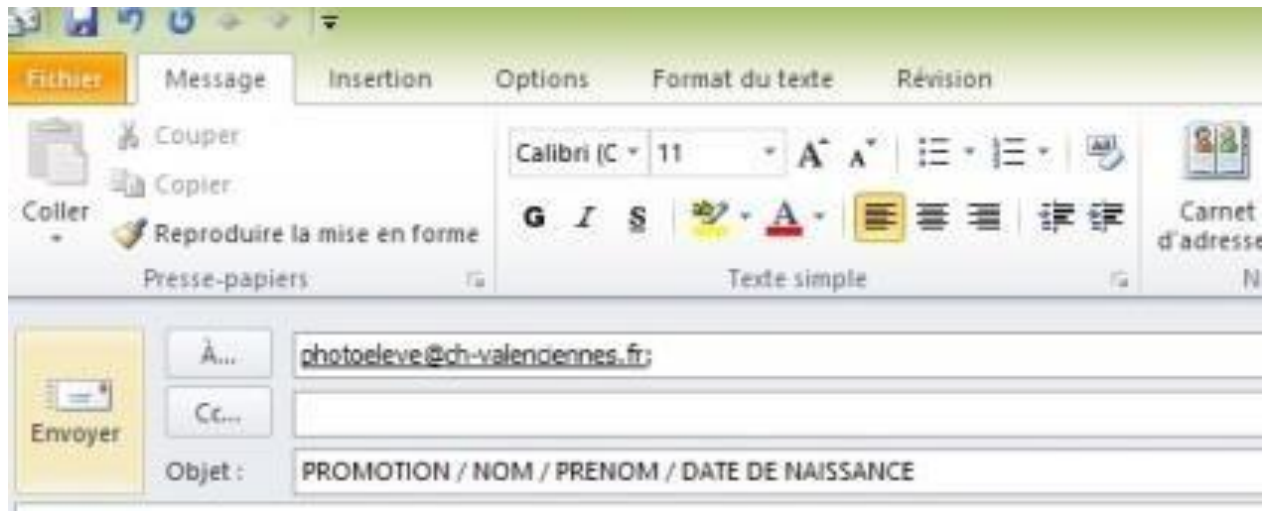 Fichier Message Insertion Options Format du texte Révision
Couper
Copier
Coller
Reproduire la mise en forme
Presse-papiers
Calibri (C 11
G I S
Texte simple
Carnet
d'adresse
N
À...
photoeleve@ch-valenciennes.fr;
Cc...
Envoyer
Objet :
PROMOTION / NOM / PRENOM / DATE DE NAISSANCE